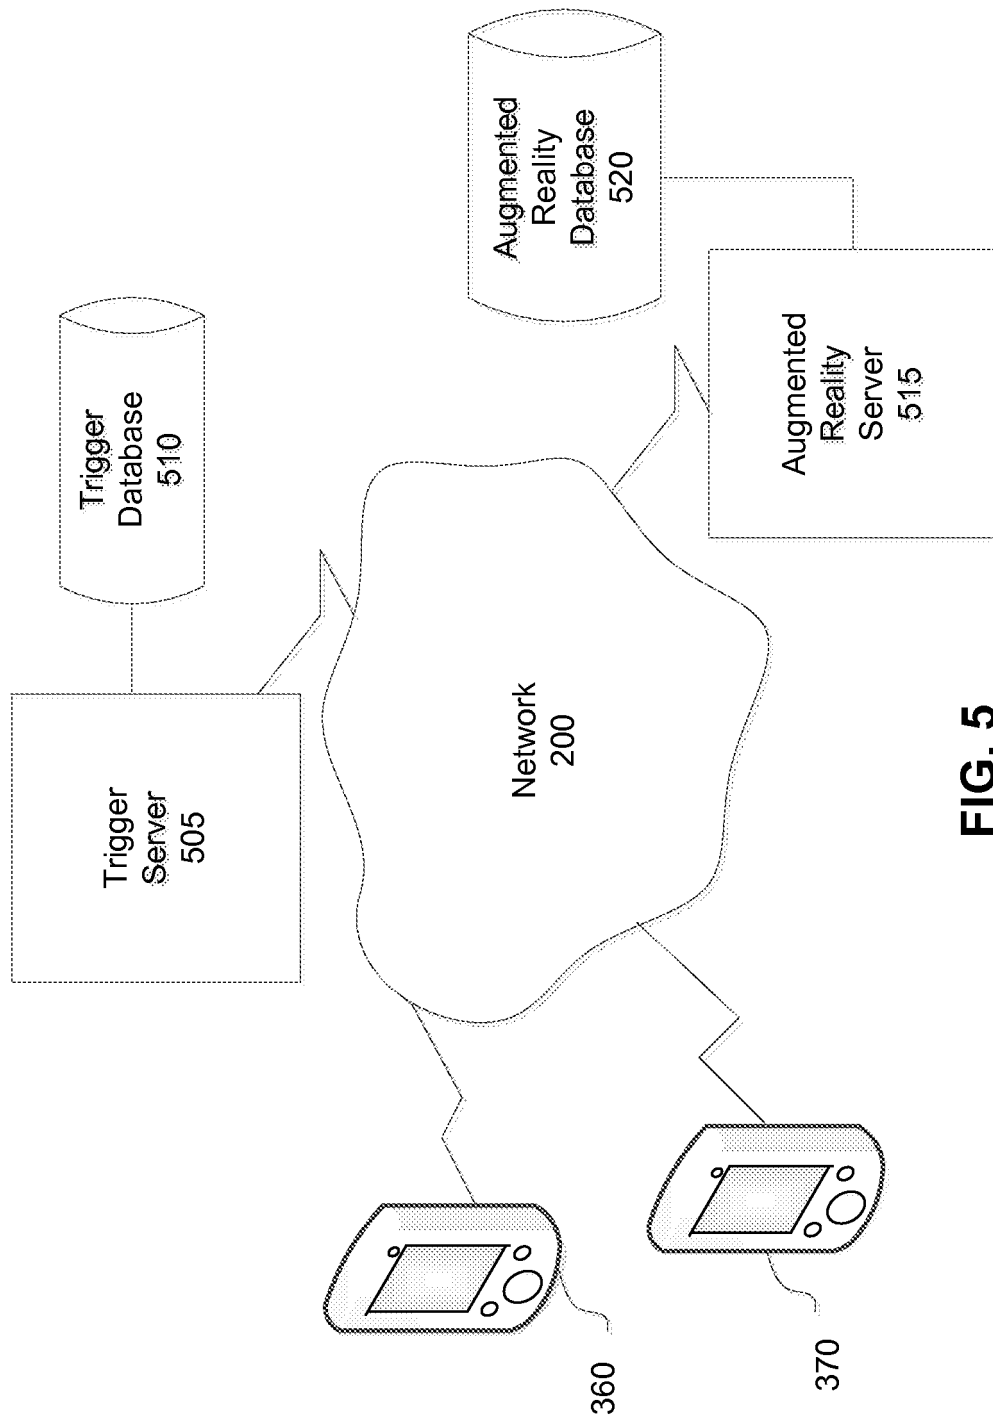 Trigger
Database
510
Augmented
Reality
Database
520
Trigger
Server
505
Network
200
Augmented
Reality
Server
515
360
370
FIG. 5